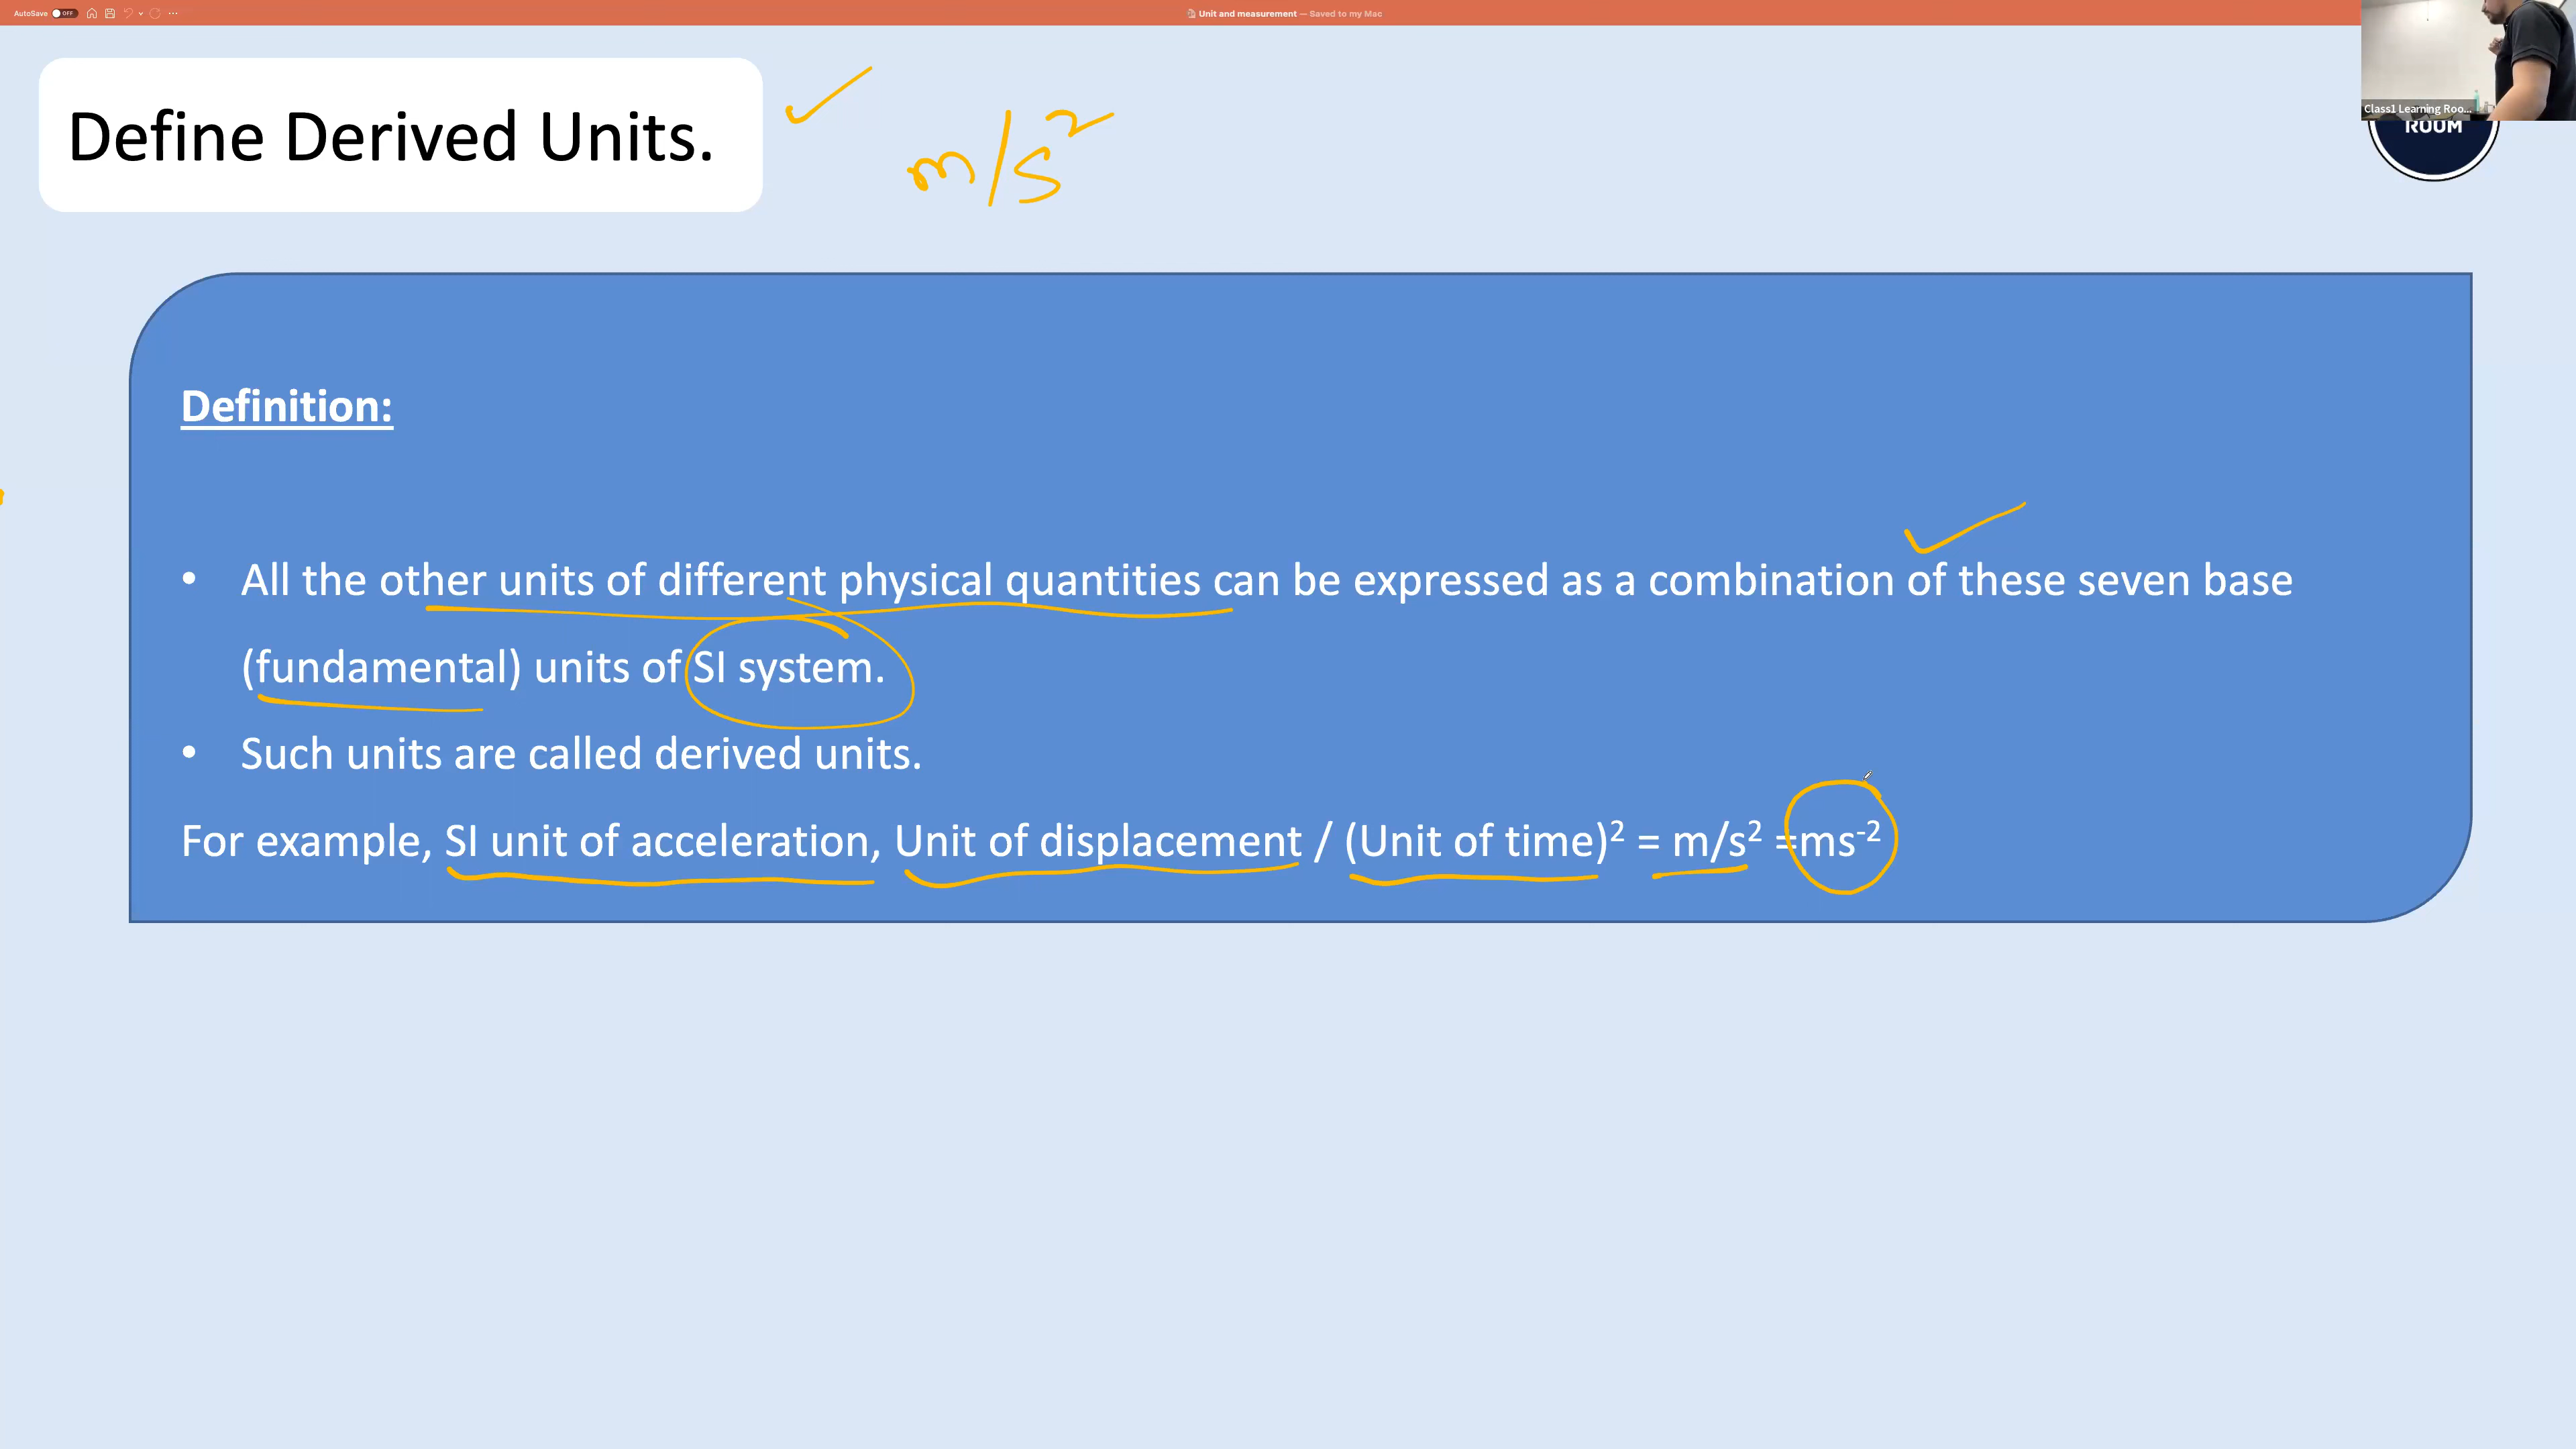 AutoSave OFF
Unit and measurement — Saved to my Mac
Class1 Learning Roo...
ROOM
Define Derived Units.
m/s²
Definition:
• All the other units of different physical quantities can be expressed as a combination of these seven base
(fundamental) units of SI system.
• Such units are called derived units.
For example, SI unit of acceleration, Unit of displacement / (Unit of time)² = m/s² =ms⁻²